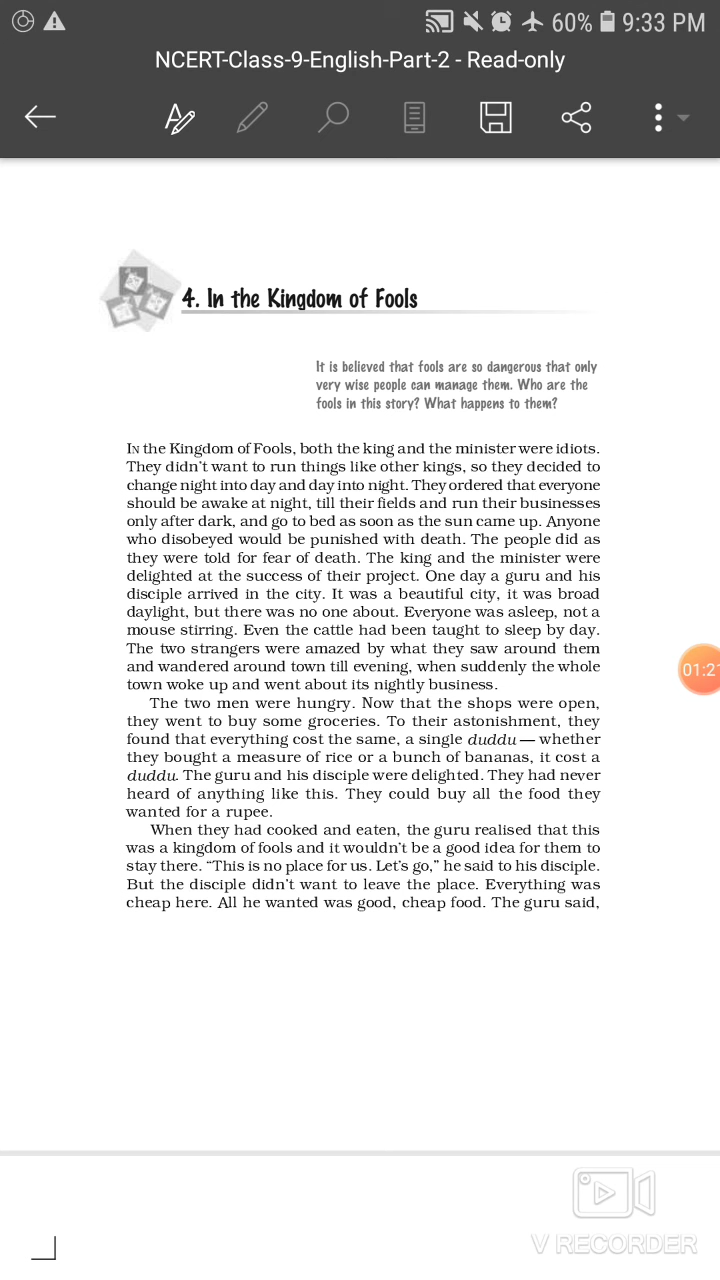 60% 9:33 PM
NCERT-Class-9-English-Part-2 - Read-only
4. In the Kingdom of Fools
It is believed that fools are so dangerous that only
very wise people can manage them. Who are the
fools in this story? What happens to them?
IN the Kingdom of Fools, both the king and the minister were idiots.
They didn't want to run things like other kings, so they decided to
change night into day and day into night. They ordered that everyone
should be awake at night, till their fields and run their businesses
only after dark, and go to bed as soon as the sun came up. Anyone
who disobeyed would be punished with death. The people did as
they were told for fear of death. The king and the minister were
delighted at the success of their project. One day a guru and his
disciple arrived in the city. It was a beautiful city, it was broad
daylight, but there was no one about. Everyone was asleep, not a
mouse stirring. Even the cattle had been taught to sleep by day.
The two strangers were amazed by what they saw around them
and wandered around town till evening, when suddenly the whole
town woke up and went about its nightly business.
01:21
The two men were hungry. Now that the shops were open,
they went to buy some groceries. To their astonishment, they
found that everything cost the same, a single duddu — whether
they bought a measure of rice or a bunch of bananas, it cost a
duddu. The guru and his disciple were delighted. They had never
heard of anything like this. They could buy all the food they
wanted for a rupee.
When they had cooked and eaten, the guru realised that this
was a kingdom of fools and it wouldn't be a good idea for them to
stay there. “This is no place for us. Let's go,” he said to his disciple.
But the disciple didn't want to leave the place. Everything was
cheap here. All he wanted was good, cheap food. The guru said,
V RECORDER